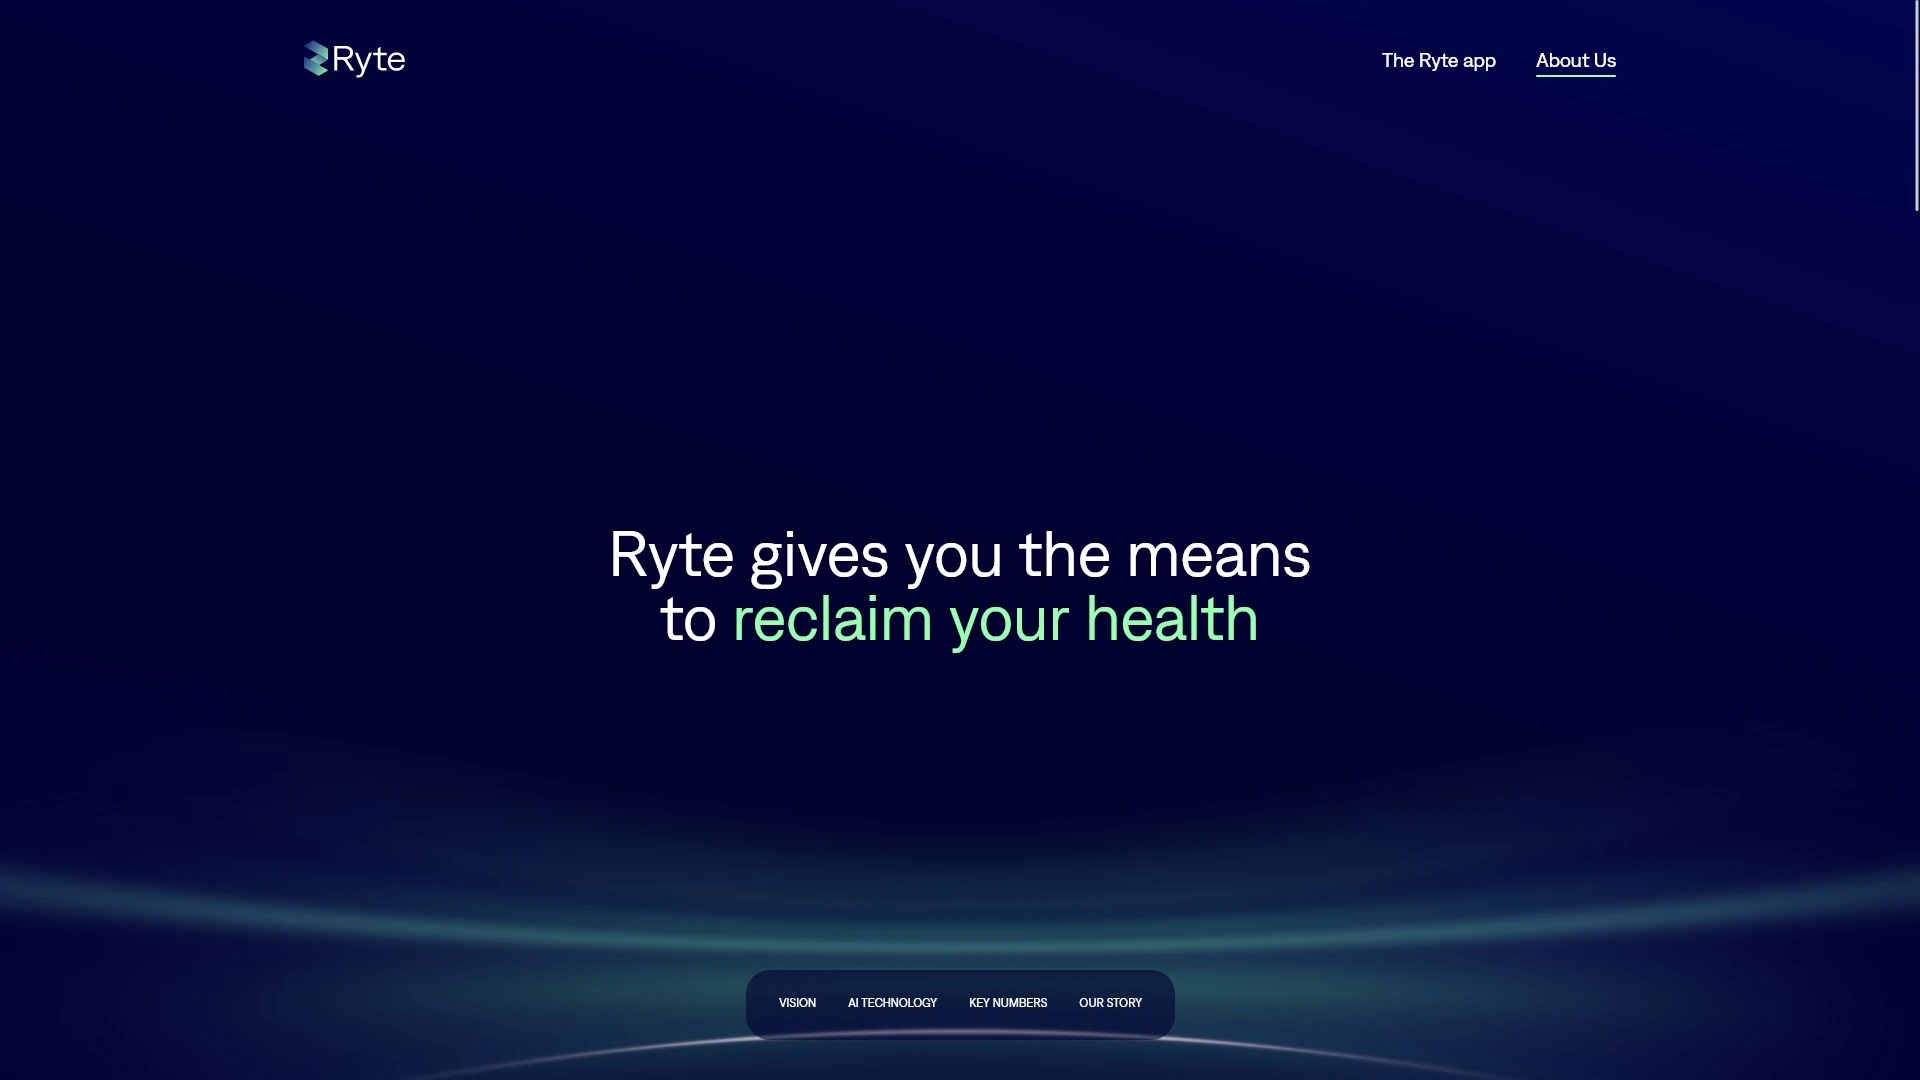 Ryte
The Ryte app
About Us
Ryte gives you the means
to reclaim your health
VISION
AI TECHNOLOGY
KEY NUMBERS
OUR STORY